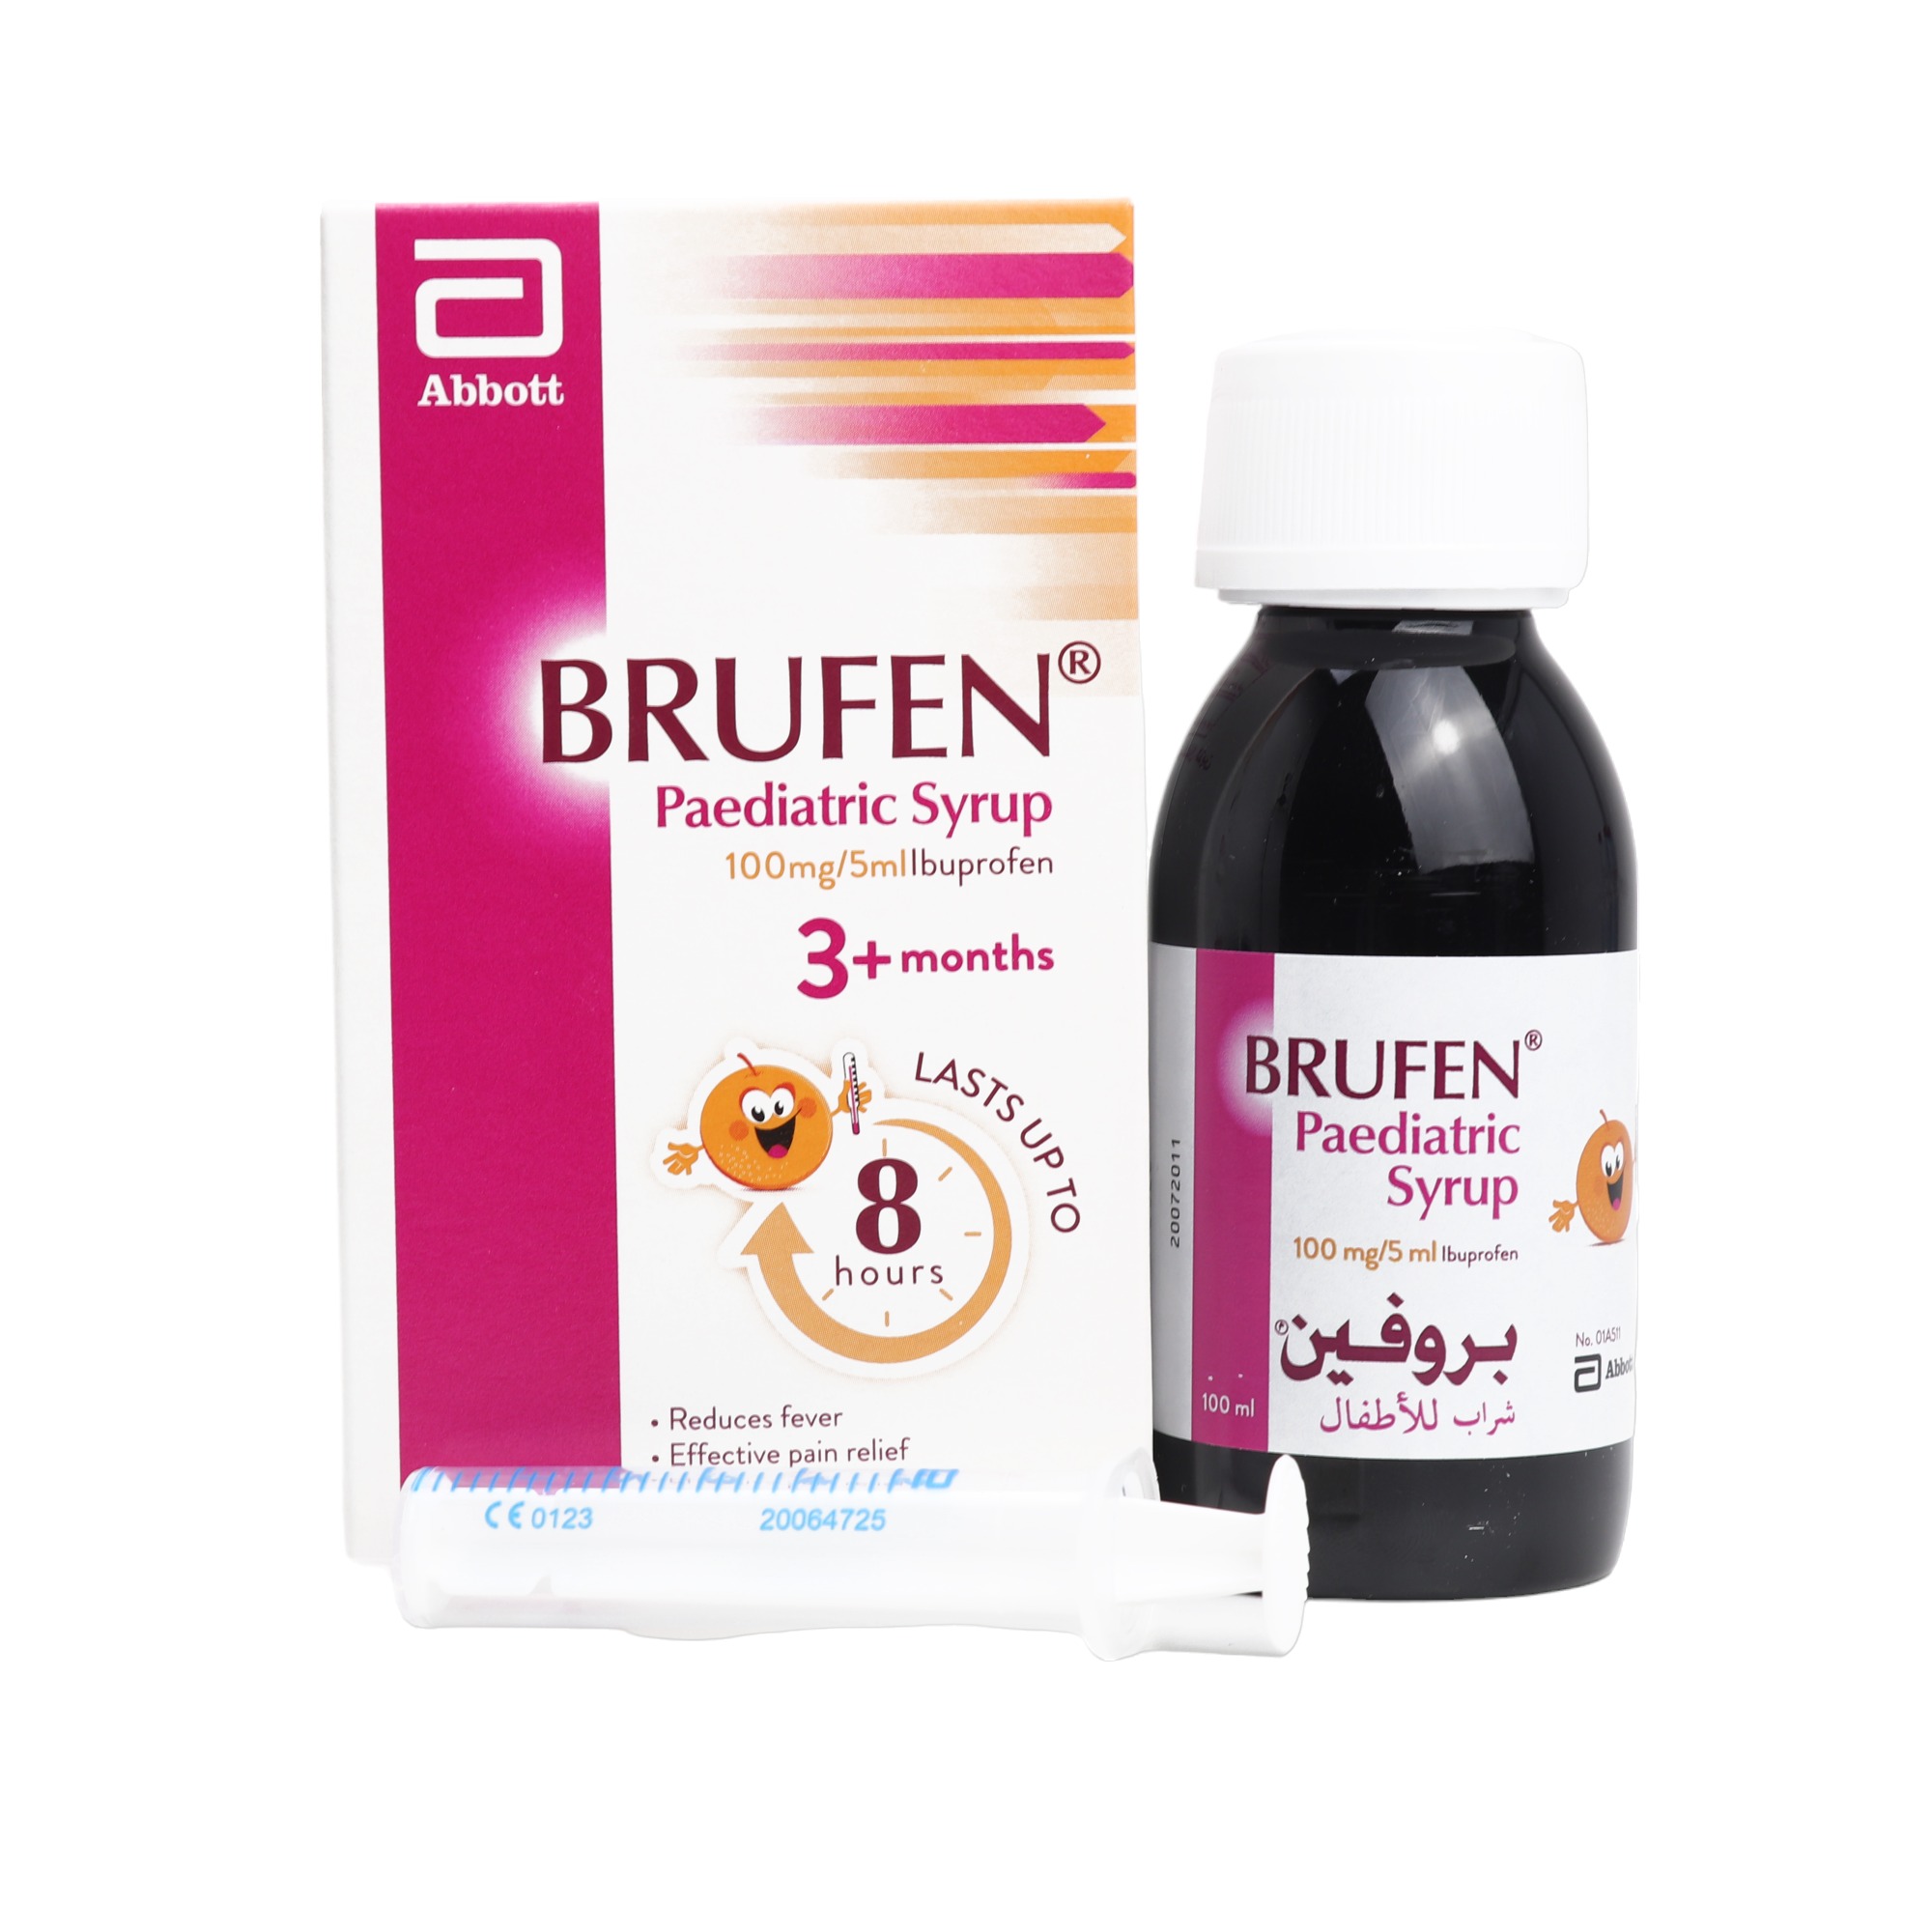 Abbott
BRUFEN®
Paediatric Syrup
100mg/5ml Ibuprofen
3+ months
LASTS UP TO
8
hours
• Reduces fever
• Effective pain relief
CE 0123
20064725
BRUFEN®
Paediatric
Syrup
100 mg/5 ml Ibuprofen
بروفين®
شراب للأطفال
100 ml
20072011
No. 01A511
Abbott